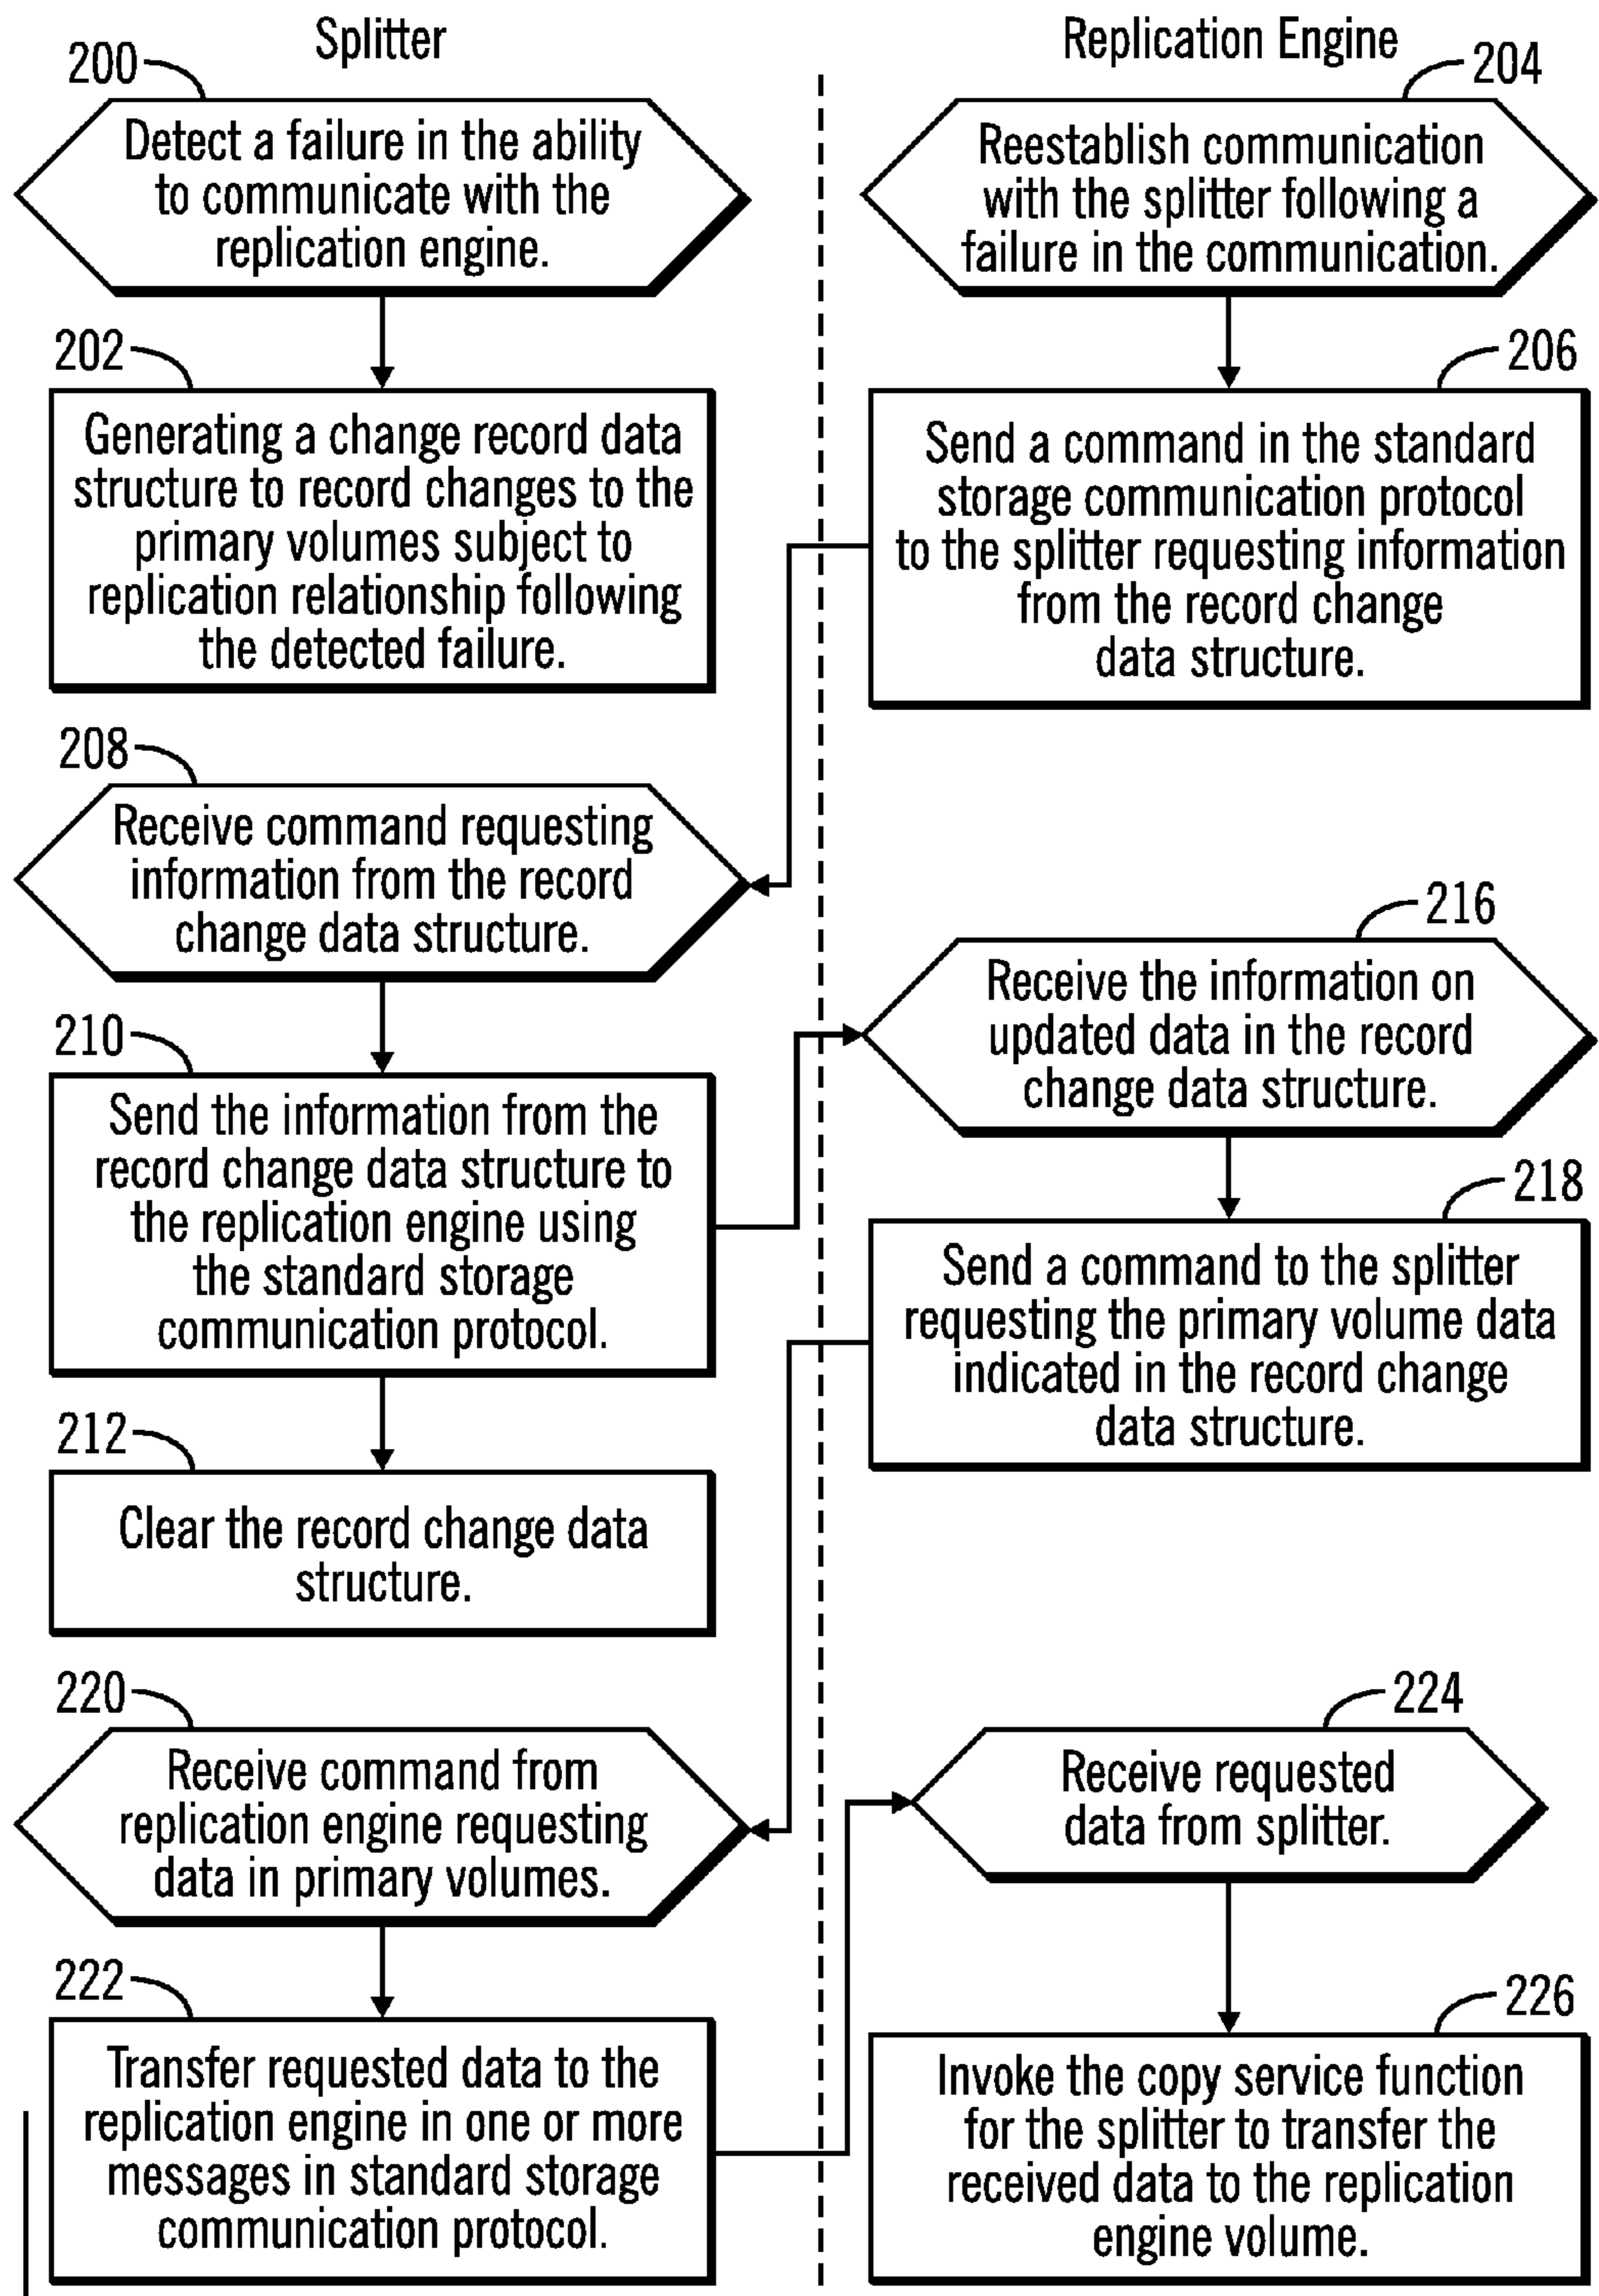 Splitter
Replication Engine
200
Detect a failure in the ability
to communicate with the
replication engine.
204
Reestablish communication
with the splitter following a
failure in the communication.
202
Generating a change record data
structure to record changes to the
primary volumes subject to
replication relationship following
the detected failure.
206
Send a command in the standard
storage communication protocol
to the splitter requesting information
from the record change
data structure.
208
Receive command requesting
information from the record
change data structure.
210
Send the information from the
record change data structure to
the replication engine using
the standard storage
communication protocol.
216
Receive the information on
updated data in the record
change data structure.
212
Clear the record change data
structure.
218
Send a command to the splitter
requesting the primary volume data
indicated in the record change
data structure.
220
Receive command from
replication engine requesting
data in primary volumes.
222
Transfer requested data to the
replication engine in one or more
messages in standard storage
communication protocol.
224
Receive requested
data from splitter.
226
Invoke the copy service function
for the splitter to transfer the
received data to the replication
engine volume.